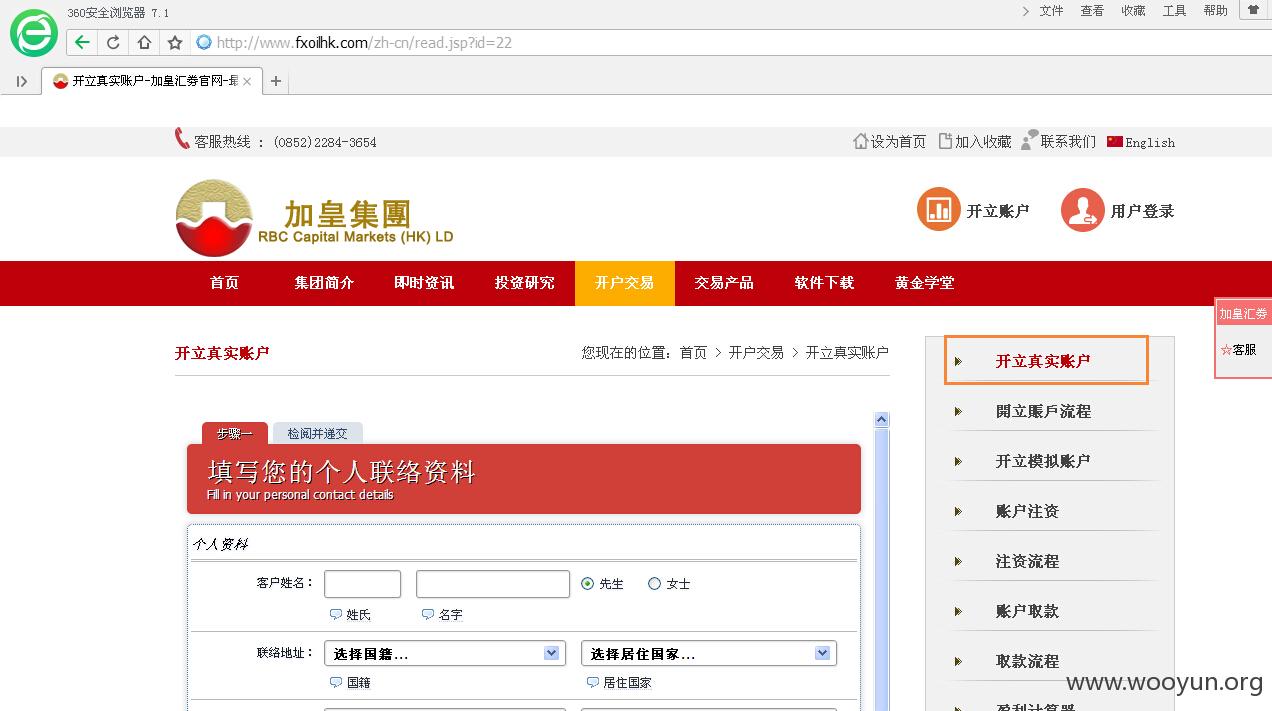 360安全浏览器 7.1
文件 查看 收藏 工具 帮助
http://www.fxoilhk.com/zh-cn/read.jsp?id=22
开立真实账户-加皇汇劵官网-最
客服热线 : (0852)2284-3654
设为首页 加入收藏 联系我们 English
加皇集團
RBC Capital Markets (HK) LD
开立账户 用户登录
首页 集团简介 即时资讯 投资研究 开户交易 交易产品 软件下载 黄金学堂
加皇汇劵
☆客服
开立真实账户
您现在的位置：首页 > 开户交易 > 开立真实账户
步骤一 检阅并递交
填写您的个人联络资料
Fill in your personal contact details
个人资料
客户姓名： 先生 女士
姓氏 名字
联络地址： 选择国籍... 选择居住国家...
国籍 居住国家
开立真实账户
開立賬戶流程
开立模拟账户
账户注资
注资流程
账户取款
取款流程
盈利计算器
www.wooyun.org